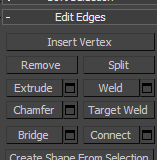 - Edit Edges
Insert Vertex
Remove Split
Extrude Weld
Chamfer Target Weld
Bridge Connect
Create Shape From Selection